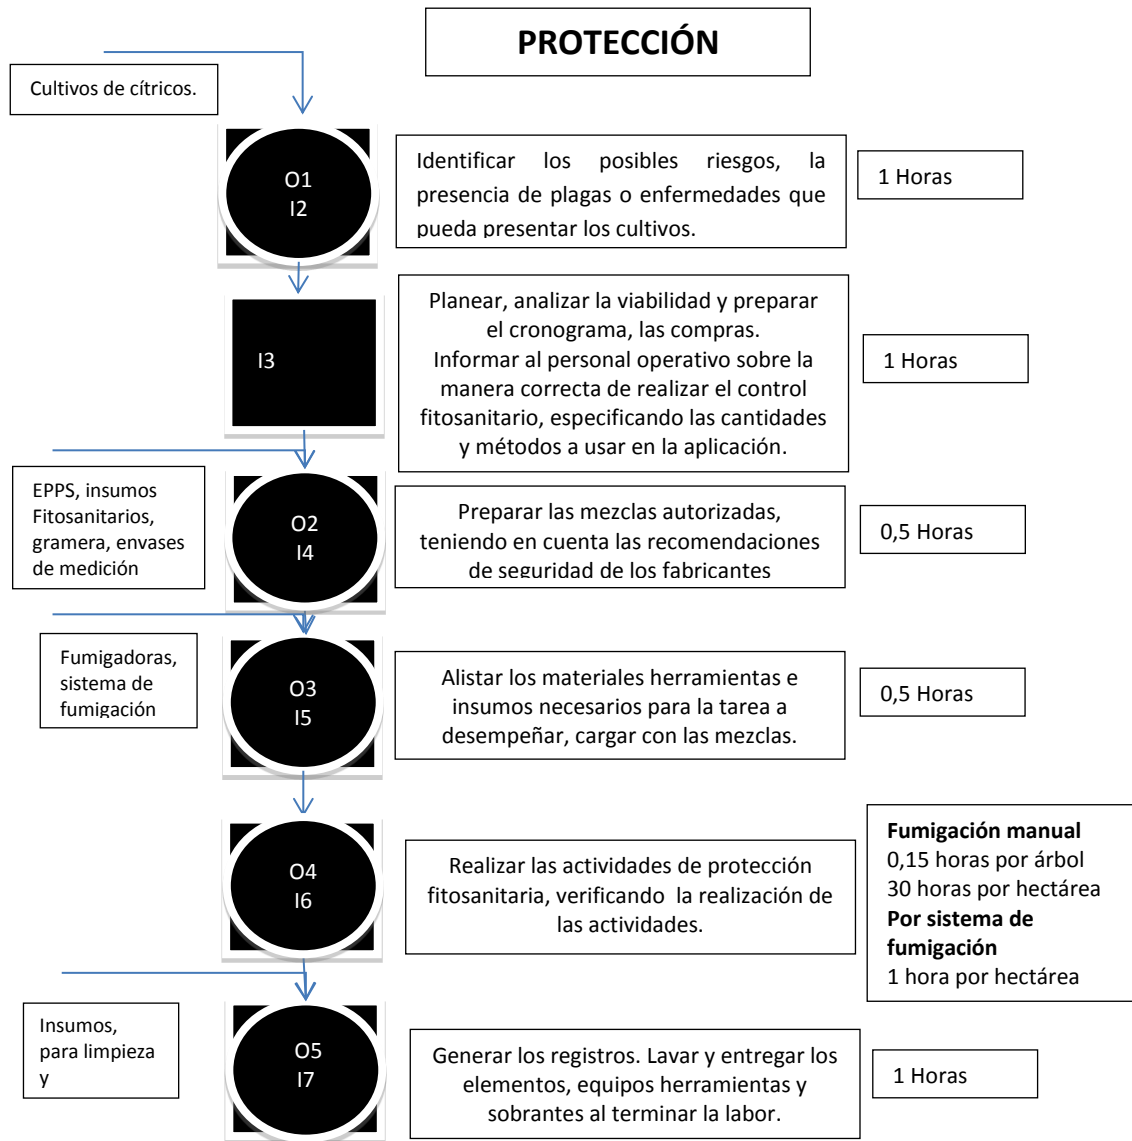 PROTECCIÓN
Cultivos de cítricos.
O1
I2
Identificar los posibles riesgos, la
presencia de plagas o enfermedades que
pueda presentar los cultivos.
1 Horas
I3
Planear, analizar la viabilidad y preparar
el cronograma, las compras.
Informar al personal operativo sobre la
manera correcta de realizar el control
fitosanitario, especificando las cantidades
y métodos a usar en la aplicación.
1 Horas
EPPS, insumos
Fitosanitarios,
gramera, envases
de medición
O2
I4
Preparar las mezclas autorizadas,
teniendo en cuenta las recomendaciones
de seguridad de los fabricantes
0,5 Horas
Fumigadoras,
sistema de
fumigación
O3
I5
Alistar los materiales herramientas e
insumos necesarios para la tarea a
desempeñar, cargar con las mezclas.
0,5 Horas
O4
I6
Realizar las actividades de protección
fitosanitaria, verificando la realización de
las actividades.
Fumigación manual
0,15 horas por árbol
30 horas por hectárea
Por sistema de
fumigación
1 hora por hectárea
Insumos,
para limpieza
y
O5
I7
Generar los registros. Lavar y entregar los
elementos, equipos herramientas y
sobrantes al terminar la labor.
1 Horas